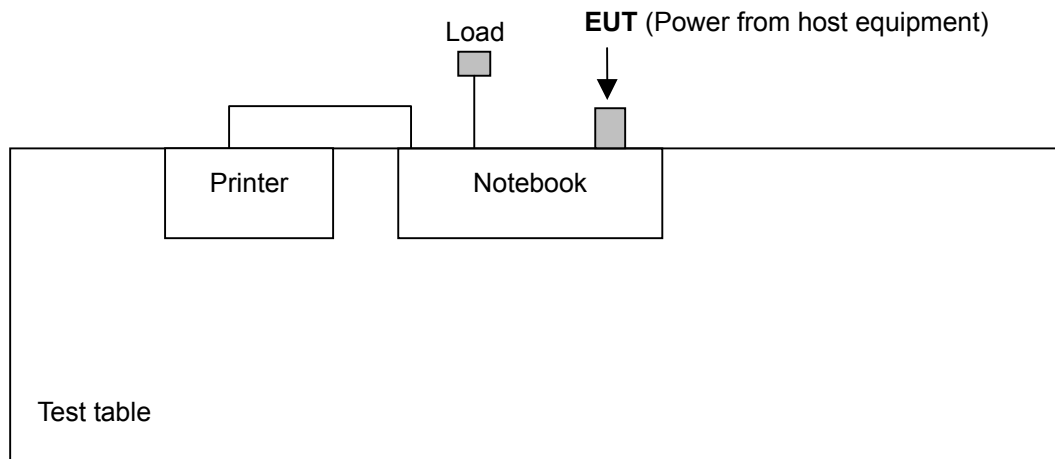 EUT (Power from host equipment)
Load
Printer
Notebook
Test table